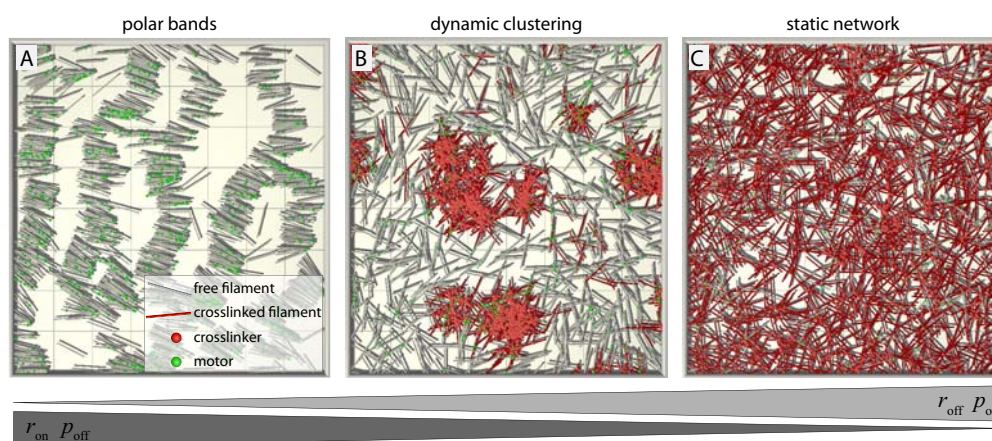 polar bands
dynamic clustering
static network
A
B
C
free filament
crosslinked filament
crosslinker
motor
r_off p_o
r_on p_off